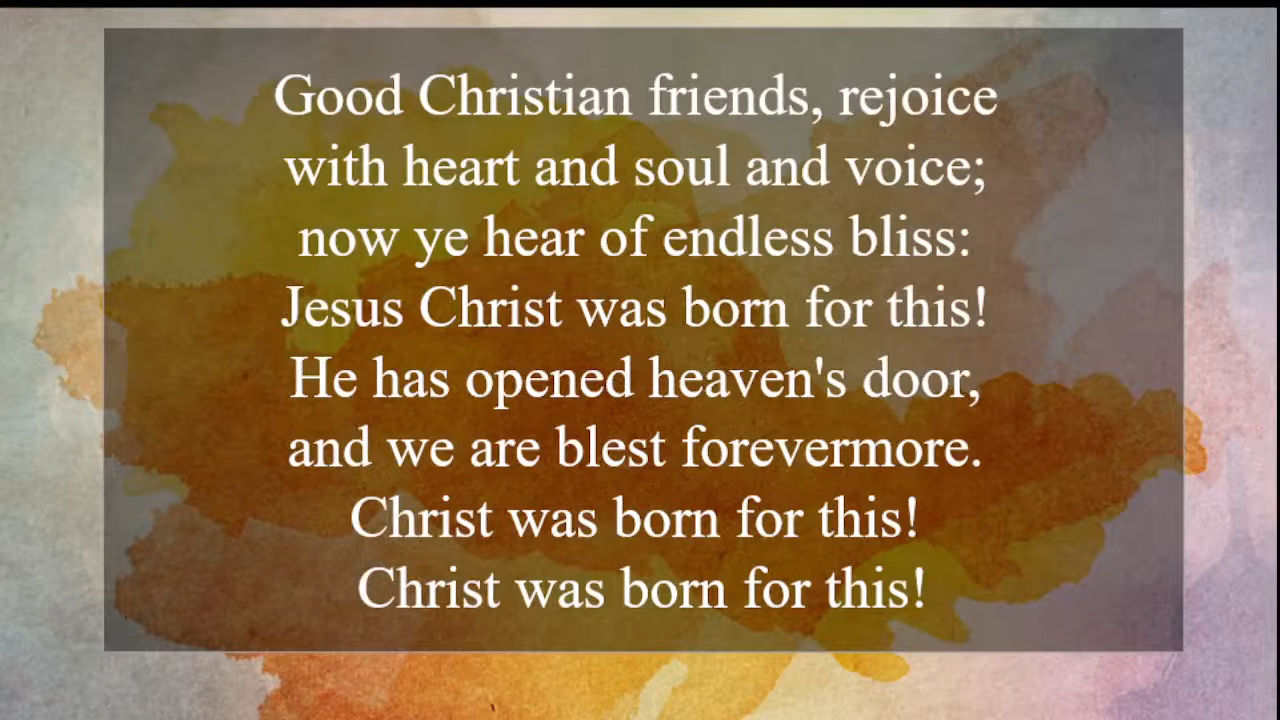 Good Christian friends, rejoice
with heart and soul and voice;
now ye hear of endless bliss:
Jesus Christ was born for this!
He has opened heaven's door,
and we are blest forevermore.
Christ was born for this!
Christ was born for this!